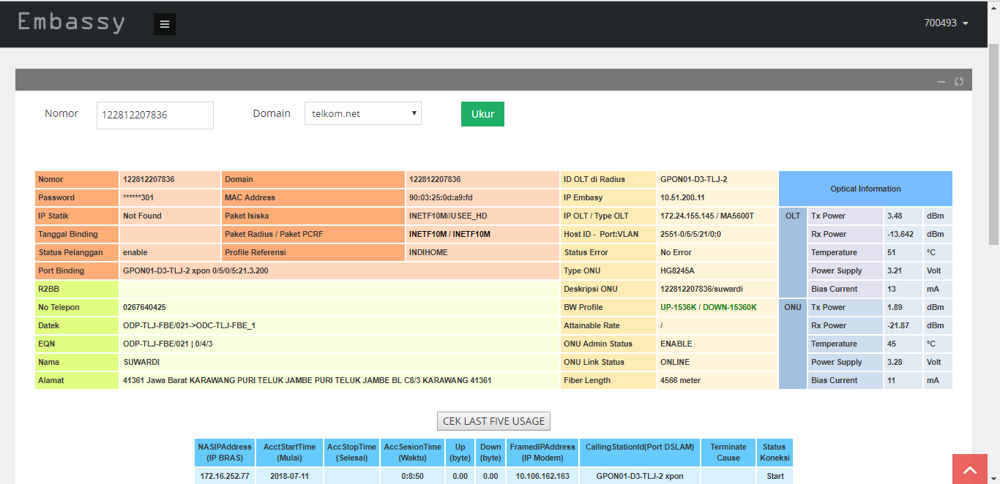 Embassy
700493
Nomor 122812207836 Domain telkom.net Ukur
Nomor 122812207836 Domain 122812207836 ID OLT di Radius GPON01-D3-TLJ-2 Optical Information
Password ******301 MAC Address 90:03:25:0d:a9:fd IP Embasy 10.51.200.11
IP Statik Not Found Paket Isiska INETF10M//USEE_HD IP OLT / Type OLT 172.24.155.145 / MA5600T OLT Tx Power 3.48 dBm
Tanggal Binding Paket Radius / Paket PCRF INETF10M / INETF10M Host ID - Port:VLAN 2551-0/5/5/21/0:0 Rx Power -13.642 dBm
Status Pelanggan enable Profile Referensi INDIHOME Status Error No Error Temperature 51 °C
Port Binding GPON01-D3-TLJ-2 xpon 0/5/0/5:21.3.200 Type ONU HG8245A Power Supply 3.21 Volt
R2BB Deskripsi ONU 122812207836/suwardi Bias Current 13 mA
No Telepon 0267640425 BW Profile UP-1536K / DOWN-15360K ONU Tx Power 1.89 dBm
Datek ODP-TLJ-FBE/021->ODC-TLJ-FBE_1 Attainable Rate / Rx Power -21.87 dBm
EQN ODP-TLJ-FBE/021 | 0/4/3 ONU Admin Status ENABLE Temperature 45 °C
Nama SUWARDI ONU Link Status ONLINE Power Supply 3.28 Volt
Alamat 41361 Jawa Barat KARAWANG PURI TELUK JAMBE PURI TELUK JAMBE BL C8/3 KARAWANG 41361 Fiber Length 4566 meter Bias Current 11 mA
CEK LAST FIVE USAGE
NASIPAddress AcctStartTime AccStopTime AccSesionTime Up Down FramedIPAddress CallingStationId(Port DSLAM) Terminate Status
(IP BRAS) (Mulai) (Selesai) (Waktu) (byte) (byte) (IP Modem) Cause Koneksi
172.16.252.77 2018-07-11 0:8:50 0.00 0.00 10.106.162.163 GPON01-D3-TLJ-2 xpon Start